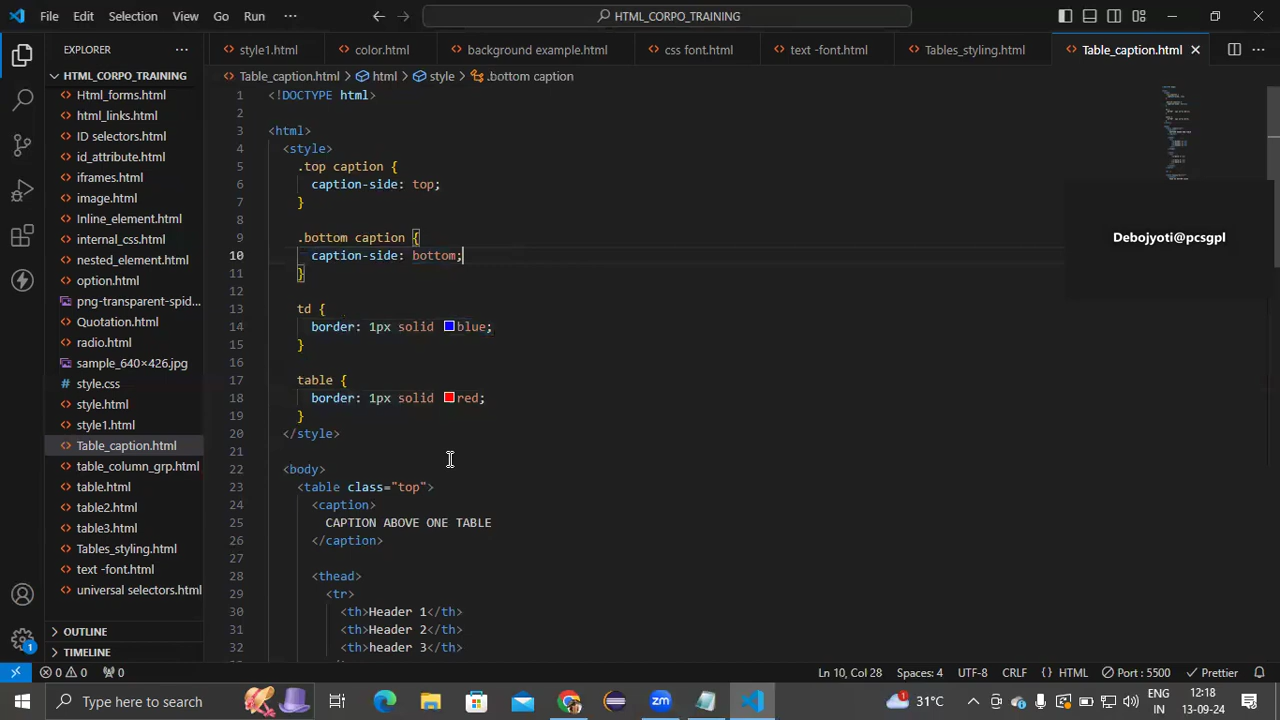 File Edit Selection View Go Run ··· HTML_CORPO_TRAINING
EXPLORER ···
style1.html color.html background example.html css font.html text -font.html Tables_styling.html Table_caption.html
HTML_CORPO_TRAINING
Table_caption.html > html > style > .bottom caption
Html_forms.html
html_links.html
ID selectors.html
id_attribute.html
iframes.html
image.html
Inline_element.html
internal_css.html
nested_element.html
option.html
png-transparent-spid...
Quotation.html
radio.html
sample_640×426.jpg
style.css
style.html
style1.html
Table_caption.html
table_column_grp.html
table.html
table2.html
table3.html
Tables_styling.html
text -font.html
universal selectors.html
OUTLINE
TIMELINE
1 <!DOCTYPE html>
2
3 <html>
4 <style>
5 .top caption {
6 caption-side: top;
7 }
8
9 .bottom caption {
10 caption-side: bottom;
11 }
12
13 td {
14 border: 1px solid blue;
15 }
16
17 table {
18 border: 1px solid red;
19 }
20 </style>
21
22 <body>
23 <table class="top">
24 <caption>
25 CAPTION ABOVE ONE TABLE
26 </caption>
27
28 <thead>
29 <tr>
30 <th>Header 1</th>
31 <th>Header 2</th>
32 <th>header 3</th>
Debojyoti@pcsgpl
1
0 0 0 Ln 10, Col 28 Spaces: 4 UTF-8 CRLF {} HTML Port : 5500 Prettier
Type here to search
zm
1
31°C
ENG
IN
12:18
13-09-24